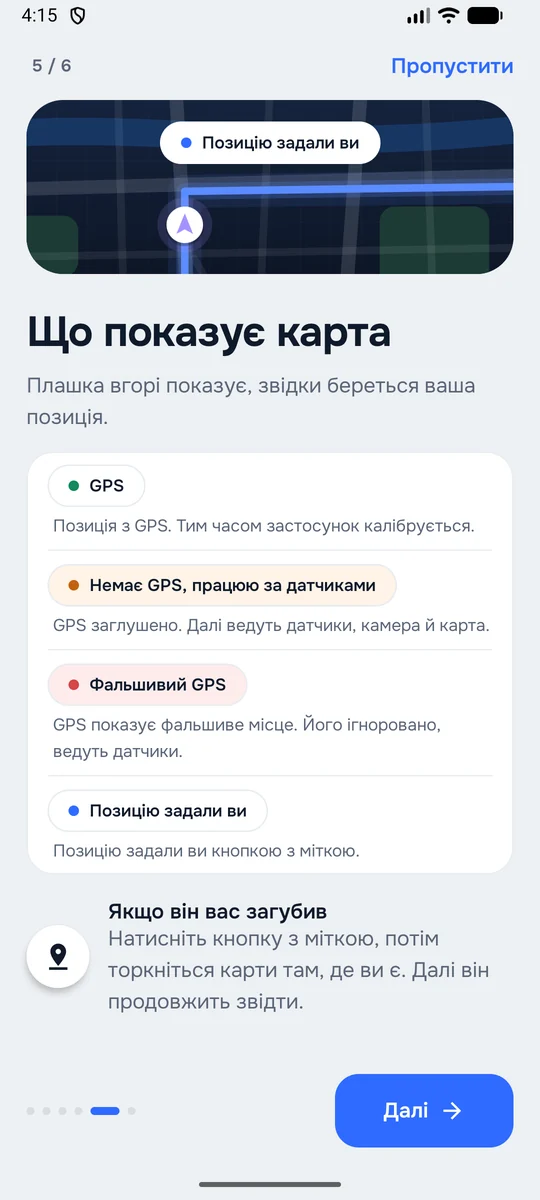 4:15
5 / 6
Пропустити
Позицію задали ви
Що показує карта
Плашка вгорі показує, звідки береться ваша
позиція.
GPS
Позиція з GPS. Тим часом застосунок калібрується.
Немає GPS, працюю за датчиками
GPS заглушено. Далі ведуть датчики, камера й карта.
Фальшивий GPS
GPS показує фальшиве місце. Його ігноровано,
ведуть датчики.
Позицію задали ви
Позицію задали ви кнопкою з міткою.
Якщо він вас загубив
Натисніть кнопку з міткою, потім
торкніться карти там, де ви є. Далі він
продовжить звідти.
Далі